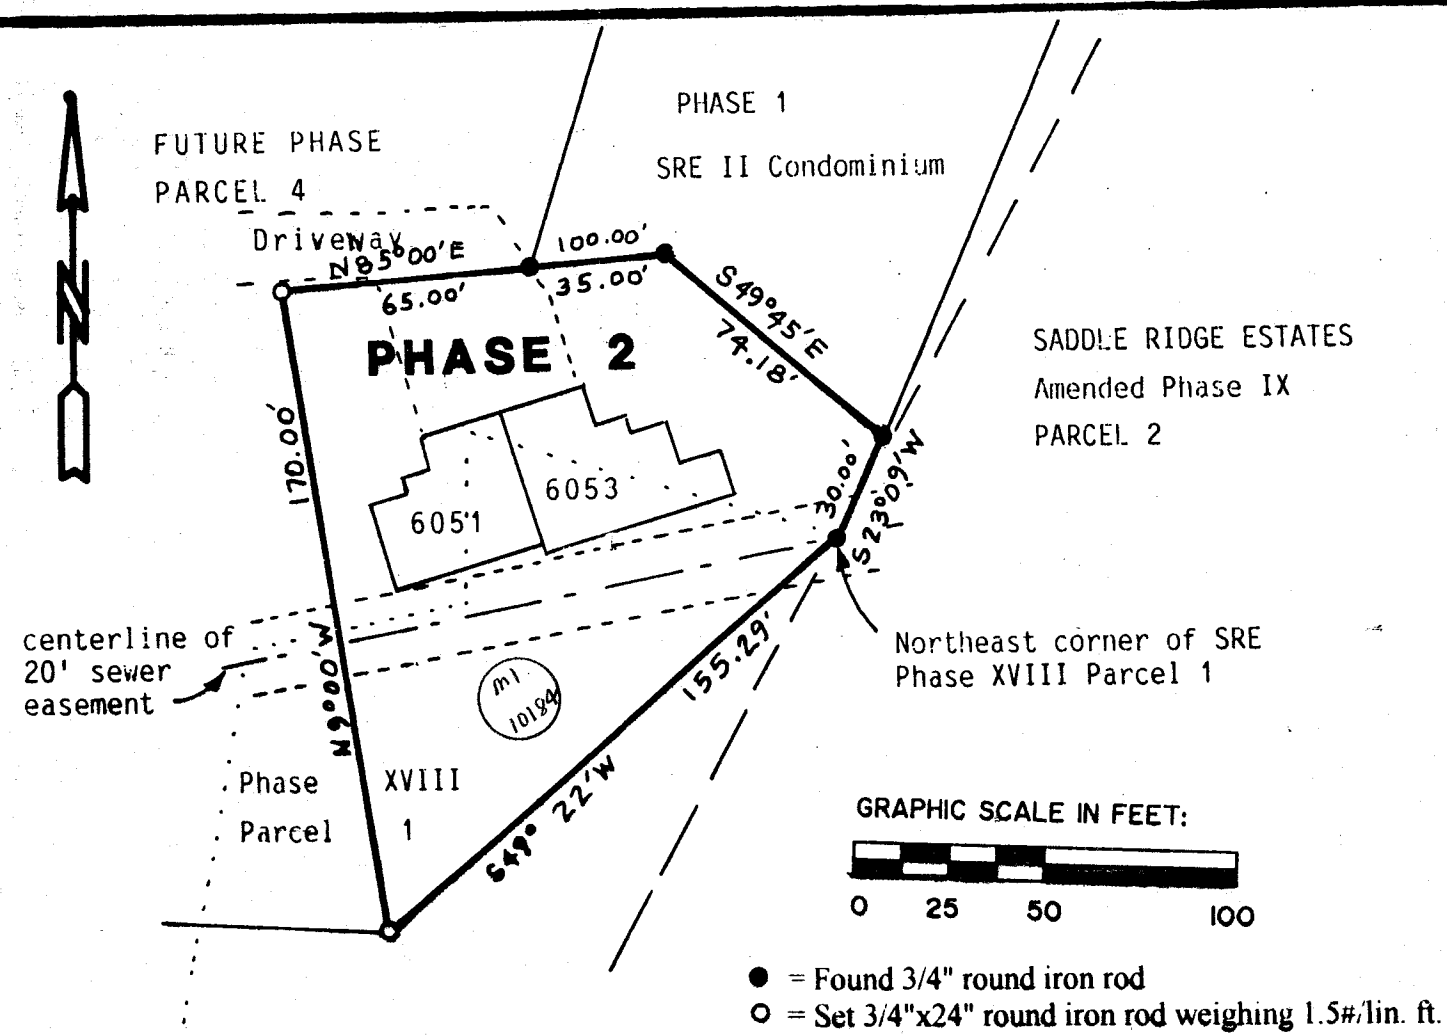 PHASE 1
SRE II Condominium
FUTURE PHASE
PARCEL 4
Driveway
N85°00'E
100.00'
65.00'
35.00'
S49°45'E
74.18'
PHASE 2
SADDLE RIDGE ESTATES
Amended Phase IX
PARCEL 2
170.00'
6051
6053
30.00'
S23°09'W
N
centerline of
20' sewer
easement
N6°00'W
155.29'
Northeast corner of SRE
Phase XVIII Parcel 1
10184
Phase XVIII
Parcel 1
S49° 22'W
GRAPHIC SCALE IN FEET:
0 25 50 100
= Found 3/4" round iron rod
= Set 3/4"x24" round iron rod weighing 1.5#/lin. ft.